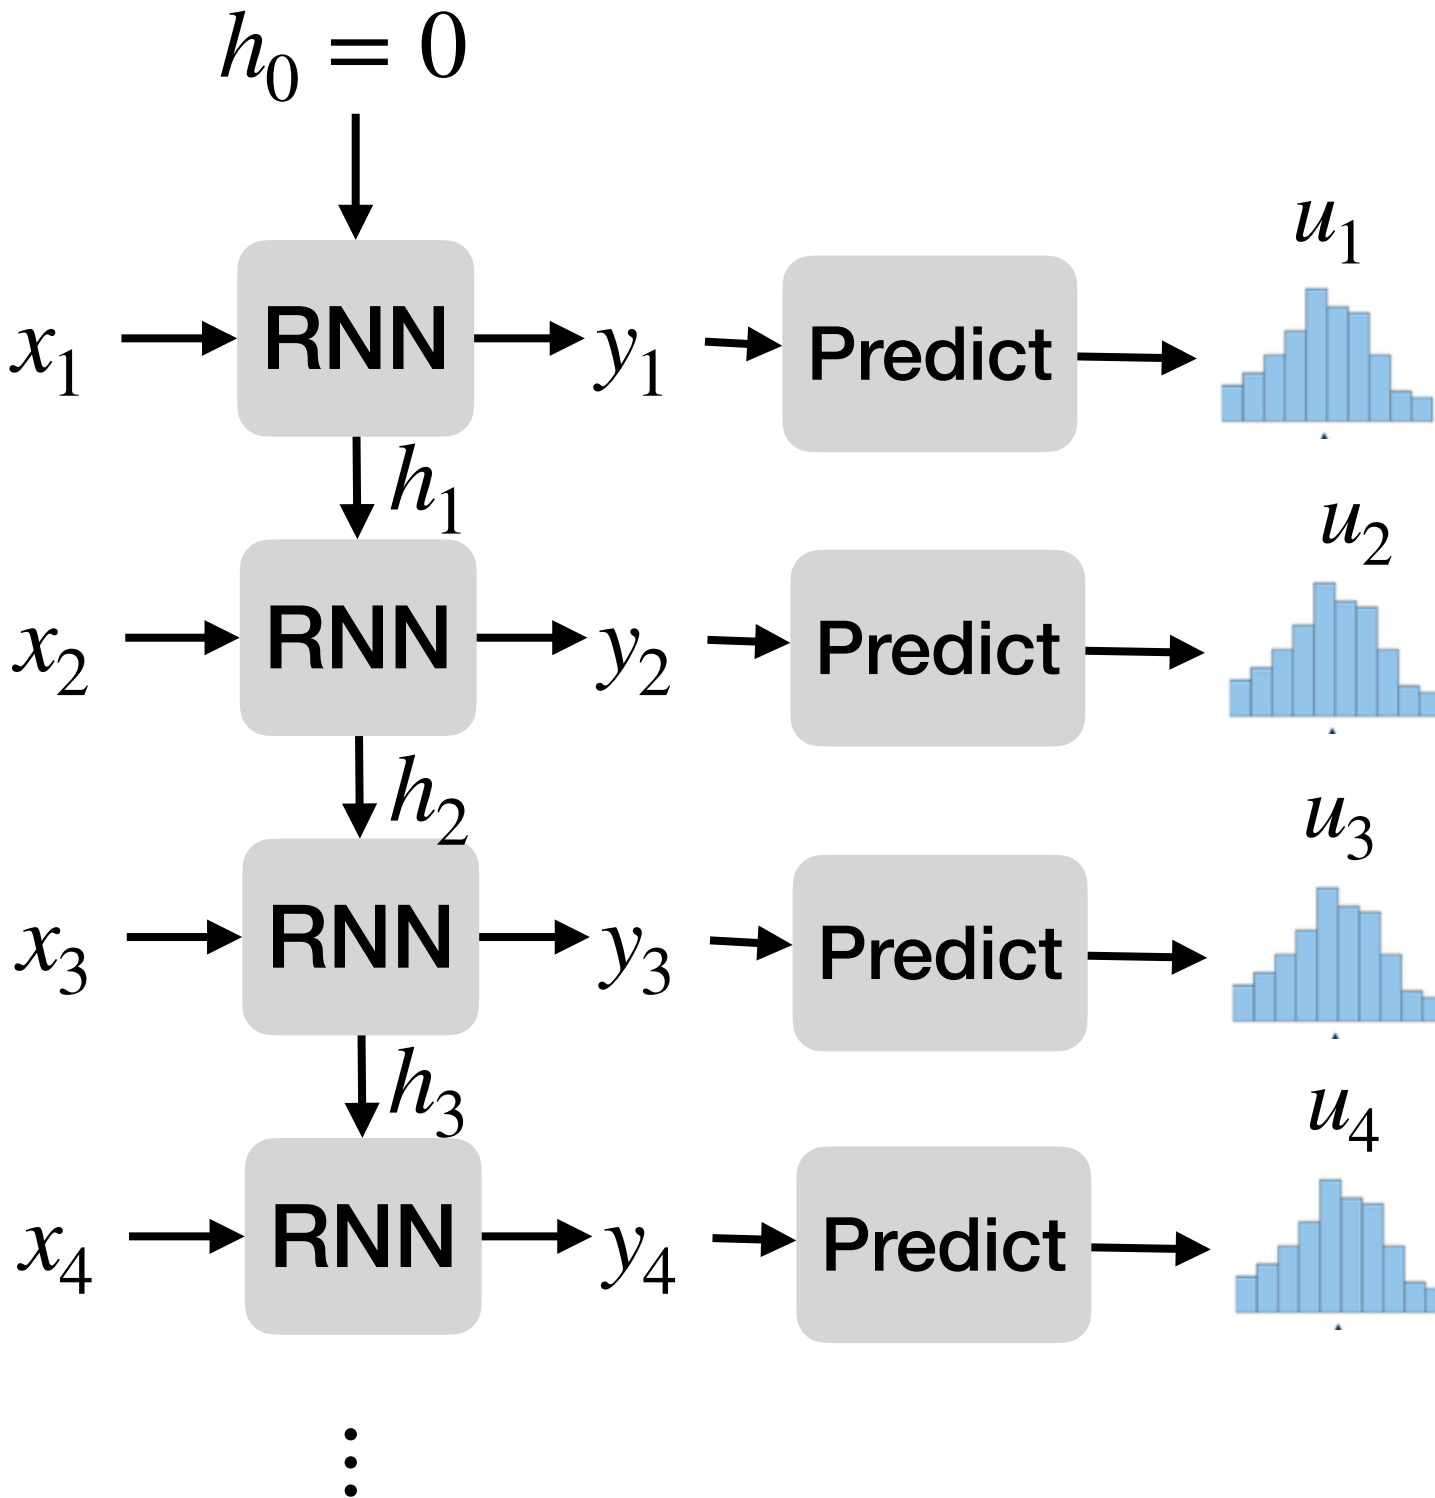 h₀ = 0
x₁ RNN y₁ Predict u₁
h₁
x₂ RNN y₂ Predict u₂
h₂
x₃ RNN y₃ Predict u₃
h₃
x₄ RNN y₄ Predict u₄
⋮